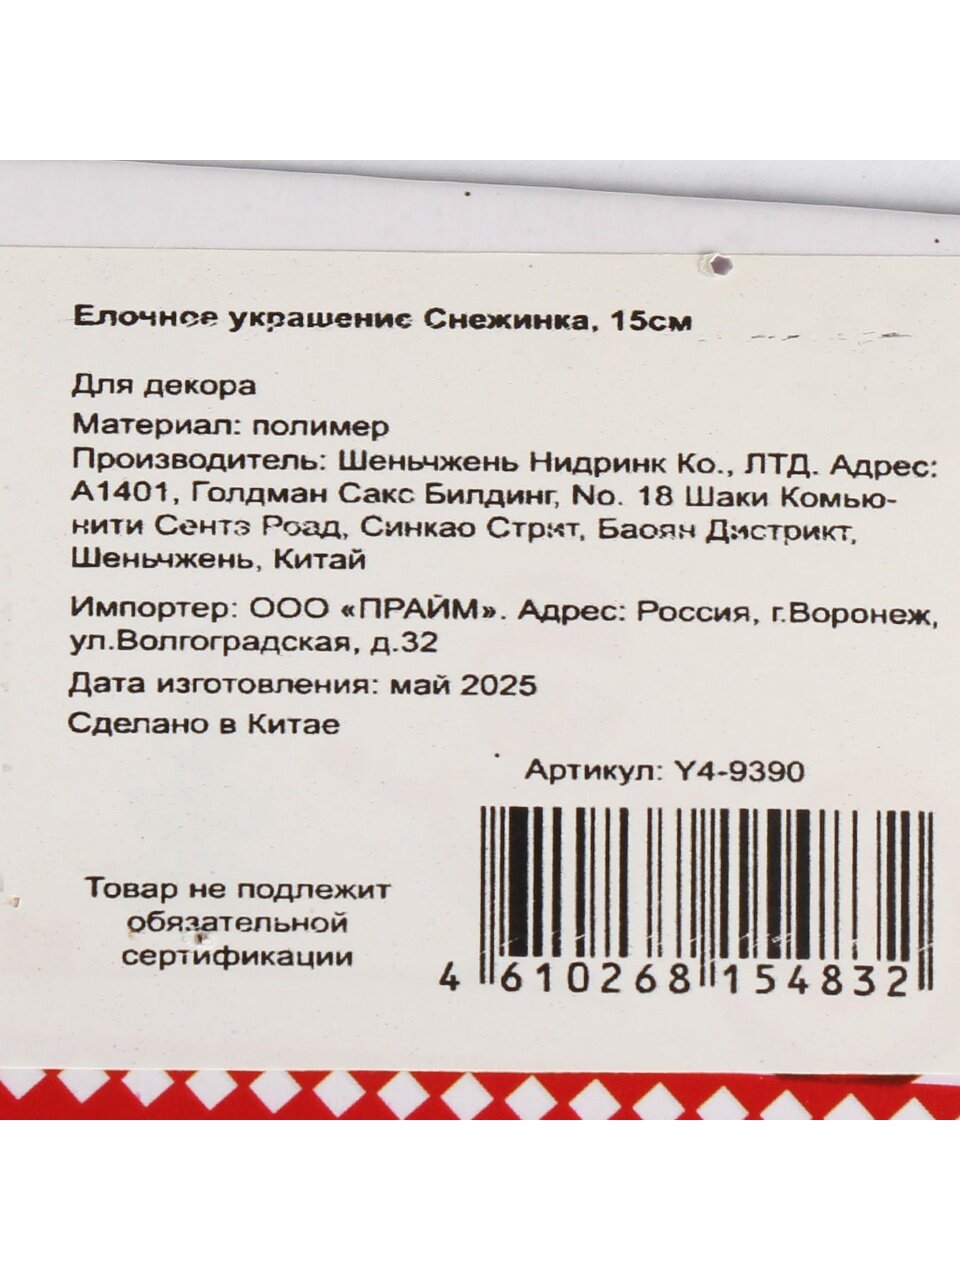 Елочное украшение Снежинка, 15см
Для декора
Материал: полимер
Производитель: Шеньчжень Нидринк Ко., ЛТД. Адрес:
А1401, Голдман Сакс Билдинг, No. 18 Шаки Комью-
нити Сентэ Роад, Синкао Стрит, Баоян Дистрикт,
Шеньчжень, Китай
Импортер: ООО «ПРАЙМ». Адрес: Россия, г.Воронеж,
ул.Волгоградская, д.32
Дата изготовления: май 2025
Сделано в Китае
Артикул: Y4-9390
Товар не подлежит
обязательной
сертификации
4 610268 154832